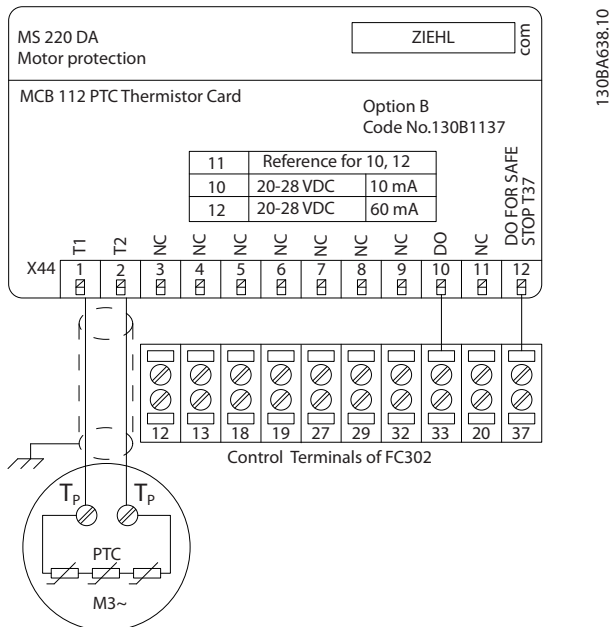 130BA638.10
MS 220 DA
Motor protection
ZIEHL
com
MCB 112 PTC Thermistor Card
Option B
Code No.130B1137
11 Reference for 10, 12
10 20-28 VDC 10 mA
12 20-28 VDC 60 mA
T1 T2 NC NC NC NC NC NC NC DO NC DO FOR SAFE STOP T37
X44 1 2 3 4 5 6 7 8 9 10 11 12
12 13 18 19 27 29 32 33 20 37
Control Terminals of FC302
TP TP
PTC
M3~